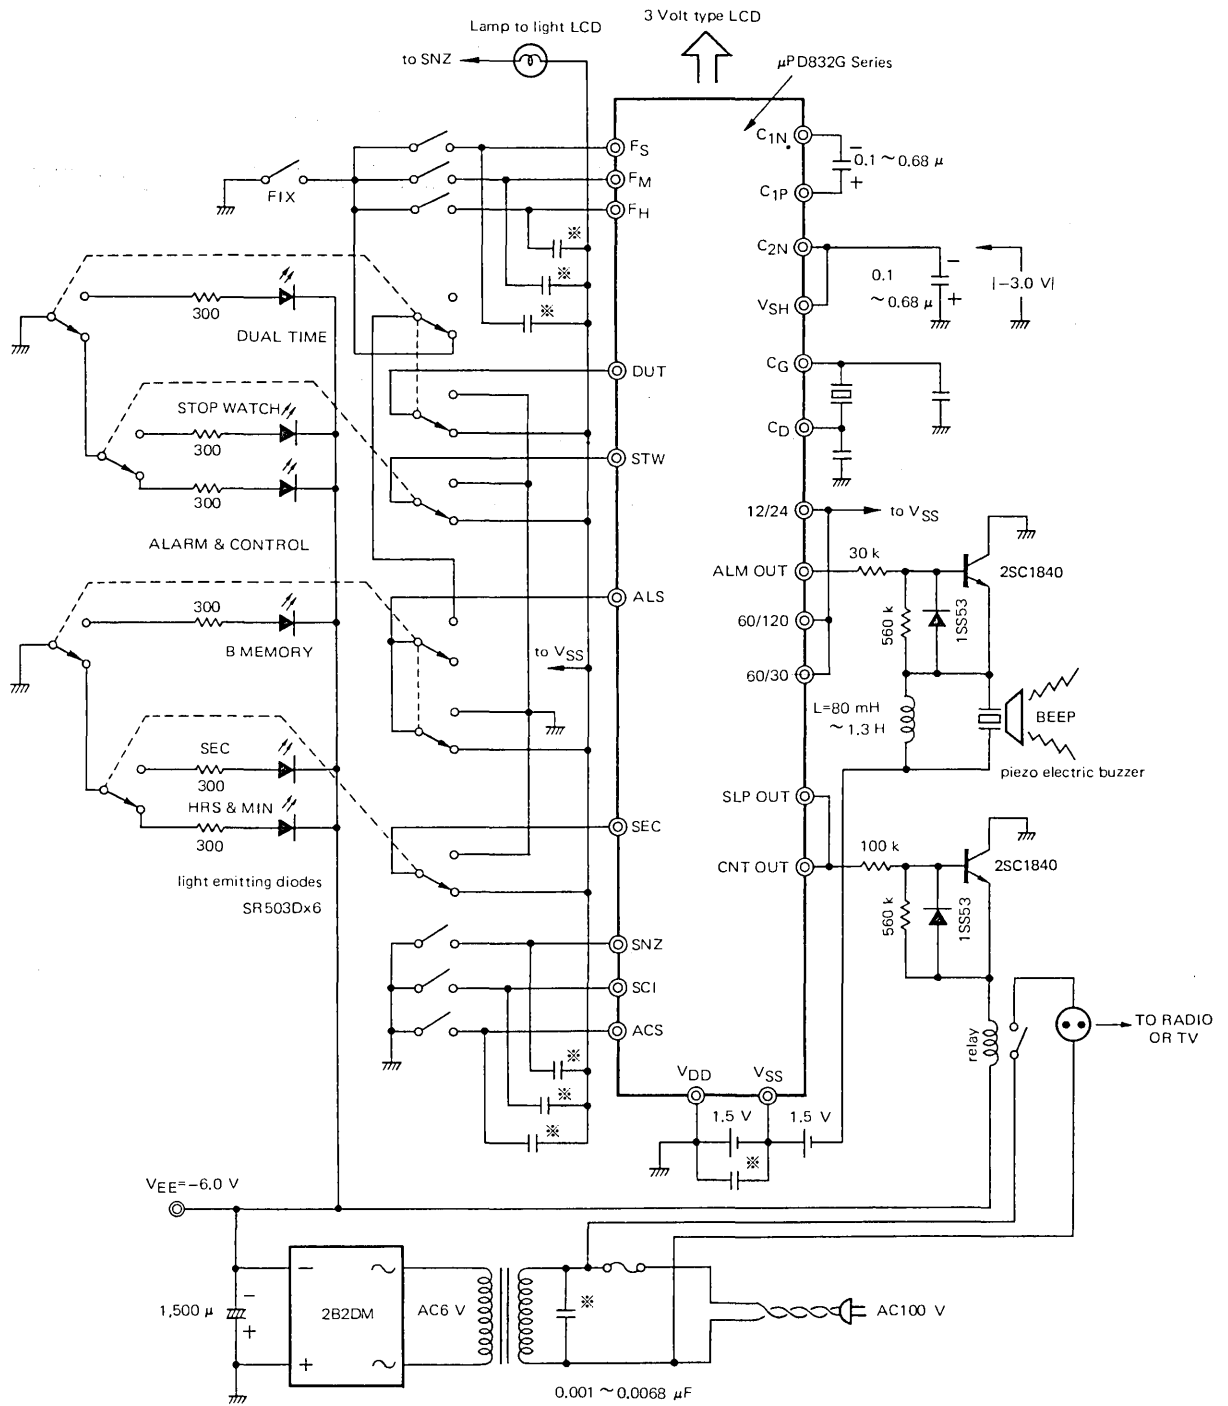 3 Volt type LCD
Lamp to light LCD
to SNZ
μPD832G Series
FIX
FS
FM
FH
※
※
※
C1N
0.1 ~ 0.68 μ
−
+
C1P
C2N
VSH
0.1
~ 0.68 μ
−
+
|−3.0 V|
300
DUAL TIME
DUT
CG
CD
STOP WATCH
300
300
STW
ALARM & CONTROL
12/24
to VSS
30 k
ALM OUT
2SC1840
560 k
1SS53
60/120
60/30
300
B MEMORY
ALS
to VSS
L=80 mH
~ 1.3 H
BEEP
piezo electric buzzer
SEC
300
HRS & MIN
300
SLP OUT
SEC
CNT OUT
100 k
2SC1840
560 k
1SS53
light emitting diodes
SR503Dx6
SNZ
SCI
ACS
※
※
※
relay
TO RADIO
OR TV
VDD
VSS
1.5 V
1.5 V
※
VEE=−6.0 V
1,500 μ
−
+
−
+
2B2DM
AC6 V
※
AC100 V
0.001 ~ 0.0068 μF